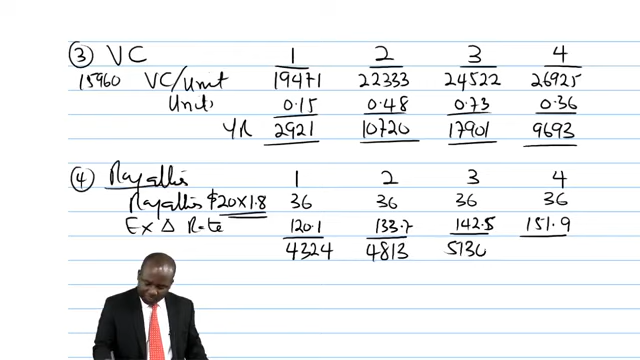 ③ VC 1 2 3 4
15960 VC/Unit 19471 22333 24522 26925
Units 0.15 0.48 0.73 0.36
YR 2921 10720 17901 9693
④ Royalties 1 2 3 4
Royalties $20 x 1.8 36 36 36 36
Ex Δ Rate 120.1 133.7 142.5 151.9
4324 4813 5130